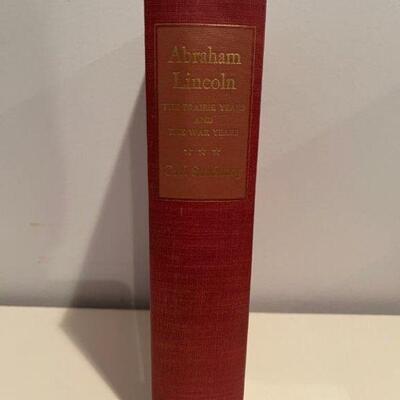 Abraham
Lincoln
THE PRAIRIE YEARS
AND
THE WAR YEARS
Carl Sandburg